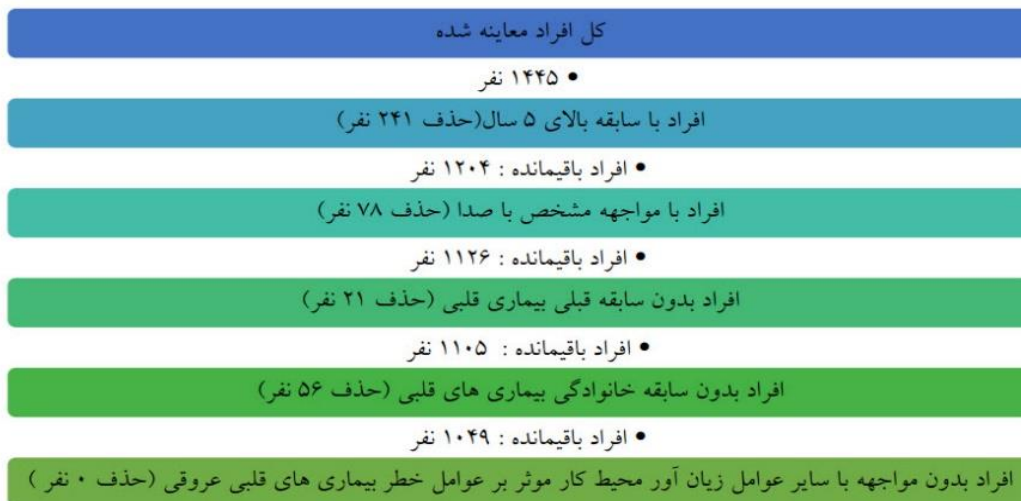 کل افراد معاینه شده
• ۱۴۴۵ نفر
افراد با سابقه بالای ۵ سال(حذف ۲۴۱ نفر)
• افراد باقیمانده : ۱۲۰۴ نفر
افراد با مواجهه مشخص با صدا (حذف ۷۸ نفر)
• افراد باقیمانده : ۱۱۲۶ نفر
افراد بدون سابقه قبلی بیماری قلبی (حذف ۲۱ نفر)
• افراد باقیمانده : ۱۱۰۵ نفر
افراد بدون سابقه خانوادگی بیماری های قلبی (حذف ۵۶ نفر)
• افراد باقیمانده : ۱۰۴۹ نفر
افراد بدون مواجهه با سایر عوامل زیان آور محیط کار موثر بر عوامل خطر بیماری های قلبی عروقی (حذف ۰ نفر )